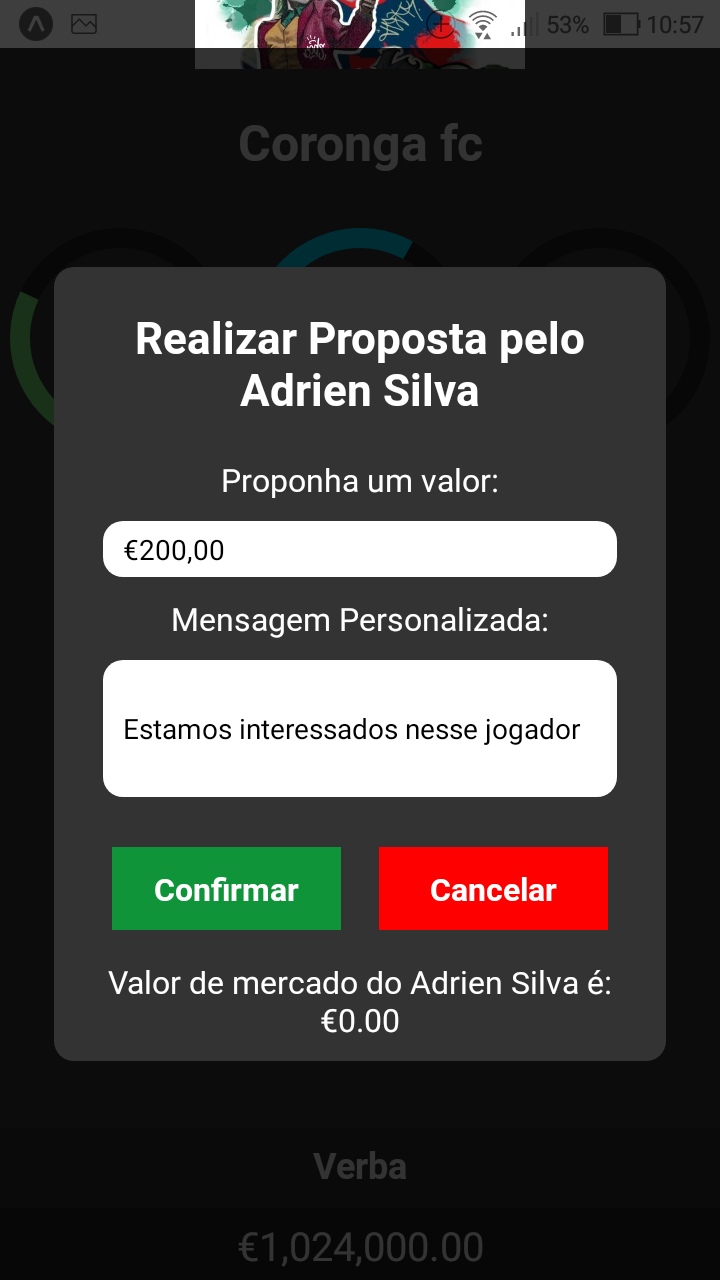 53% 10:57
Coronga fc
Realizar Proposta pelo
Adrien Silva
Proponha um valor:
€200,00
Mensagem Personalizada:
Estamos interessados nesse jogador
Confirmar Cancelar
Valor de mercado do Adrien Silva é:
€0.00
Verba
€1,024,000.00